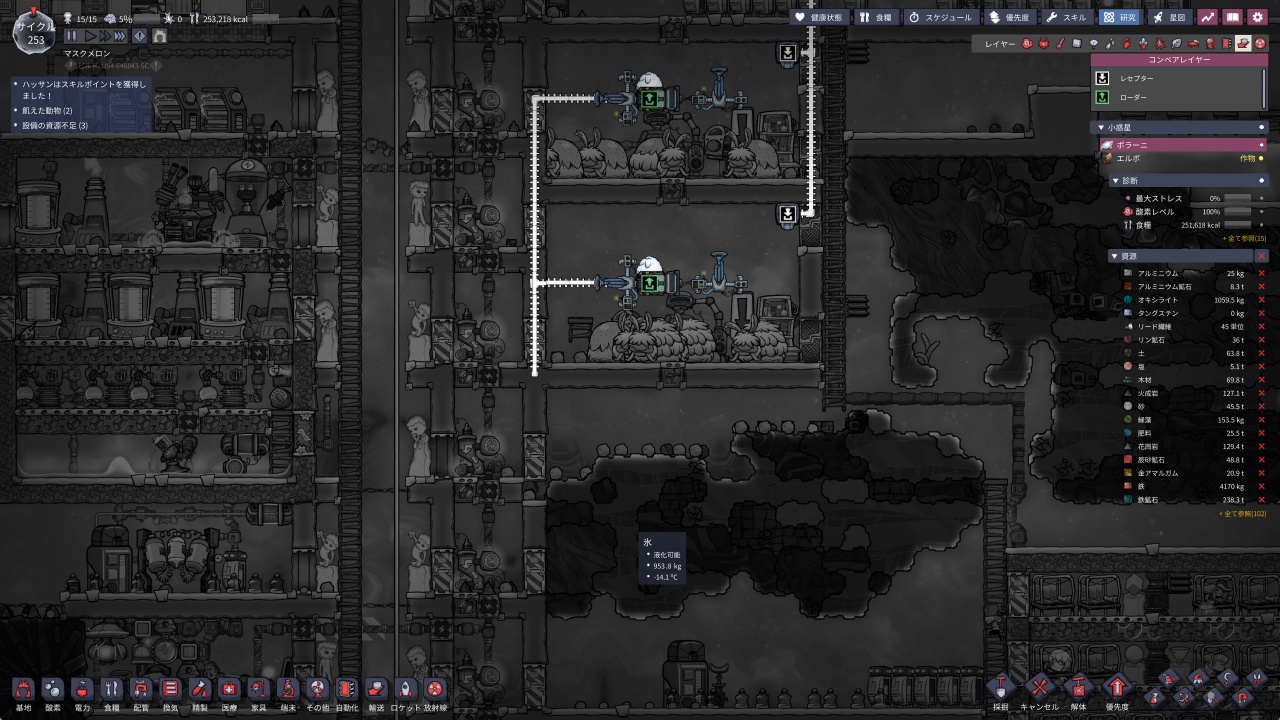 サイクル
253
15/15
5%
0
253,218 kcal
マスクメロン
ハッサンはスキルポイントを獲得しました！
飢えた動物 (2)
設備の資源不足 (3)
健康状態
食糧
スケジュール
優先度
スキル
研究
星図
レイヤー
コンベアレイヤー
レセプター
ローダー
小惑星
ポラーニ
エルボ 作物
診断
最大ストレス 0%
酸素レベル 100%
食糧 251,618 kcal
+ 全て参照(15)
資源
アルミニウム 25 kg
アルミニウム鉱石 8.3 t
オキシライト 1059.5 kg
タングステン 0 kg
リード繊維 45 単位
リン鉱石 36 t
土 63.8 t
塩 5.1 t
木材 69.8 t
火成岩 127.1 t
砂 45.5 t
緑藻 153.5 kg
肥料 25.5 t
花崗岩 129.4 t
辰砂鉱石 48.8 t
金アマルガム 20.9 t
鉄 4170 kg
鉄鉱石 238.3 t
+ 全て参照(102)
氷
液化可能
953.8 kg
-14.1 ºC
基地
酸素
電力
食糧
配管
換気
精製
医療
家具
端末
その他
自動化
輸送
ロケット
放射線
採掘
キャンセル
解体
優先度